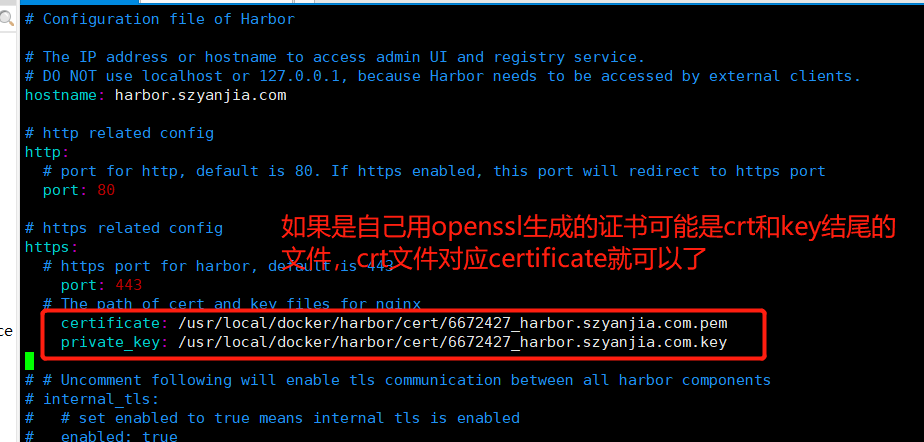 # Configuration file of Harbor
# The IP address or hostname to access admin UI and registry service.
# DO NOT use localhost or 127.0.0.1, because Harbor needs to be accessed by external clients.
hostname: harbor.szyanjia.com
# http related config
http:
# port for http, default is 80. If https enabled, this port will redirect to https port
port: 80
# https related config
https:
如果是自己用openssl生成的证书可能是crt和key结尾的
文件，crt文件对应certificate就可以了
# https port for harbor, default is 443
port: 443
# The path of cert and key files for nginx
certificate: /usr/local/docker/harbor/cert/6672427_harbor.szyanjia.com.pem
private_key: /usr/local/docker/harbor/cert/6672427_harbor.szyanjia.com.key
# # Uncomment following will enable tls communication between all harbor components
# internal_tls:
#   # set enabled to true means internal tls is enabled
#   enabled: true
ce